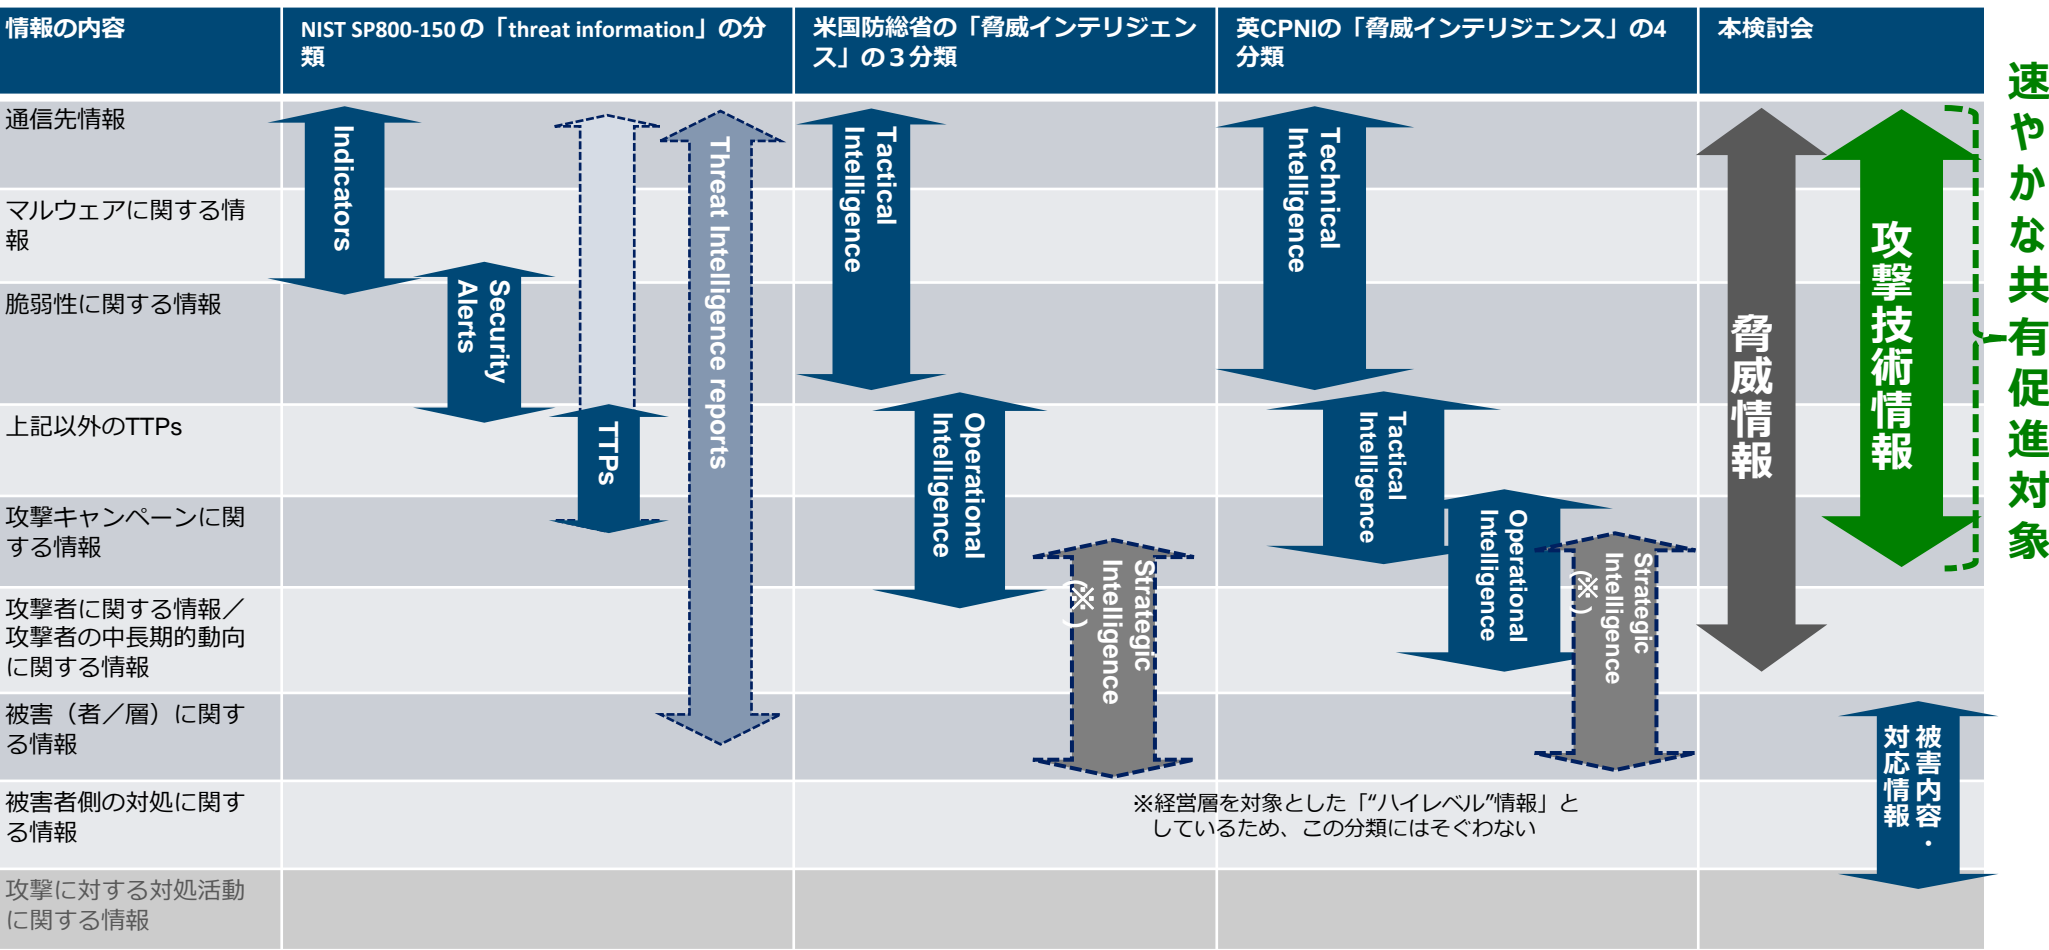 情報の内容
NIST SP800-150の「threat information」の分
類
米国防総省の「脅威インテリジェン
ス」の３分類
英CPNIの「脅威インテリジェンス」の4
分類
本検討会
通信先情報
マルウェアに関する情
報
脆弱性に関する情報
上記以外のTTPs
攻撃キャンペーンに関
する情報
攻撃者に関する情報／
攻撃者の中長期的動向
に関する情報
被害（者／層）に関す
る情報
被害者側の対処に関す
る情報
攻撃に対する対処活動
に関する情報
Indicators
Security
Alerts
TTPs
Threat Intelligence reports
Tactical
Intelligence
Operational
Intelligence
Strategic
Intelligence
(※)
Technical
Intelligence
Tactical
Intelligence
Operational
Intelligence
Strategic
Intelligence
(※)
脅威情報
攻撃技術情報
被害内容・
対応情報
速やかな共有促進対象
※経営層を対象とした「“ハイレベル”情報」と
しているため、この分類にはそぐわない